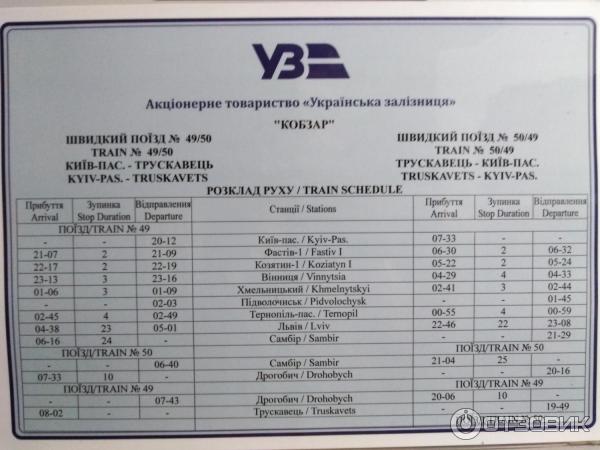 УЗ
Акціонерне товариство «Українська залізниця»
"КОБЗАР"
ШВИДКИЙ ПОЇЗД № 49/50 ШВИДКИЙ ПОЇЗД № 50/49
TRAIN № 49/50 TRAIN № 50/49
КИЇВ-ПАС. - ТРУСКАВЕЦЬ ТРУСКАВЕЦЬ - КИЇВ-ПАС.
KYIV-PAS. - TRUSKAVETS TRUSKAVETS - KYIV-PAS.
РОЗКЛАД РУХУ / TRAIN SCHEDULE
Прибуття Зупинка Відправлення Станції / Stations Прибуття Зупинка Відправлення
Arrival Stop Duration Departure Arrival Stop Duration Departure
ПОЇЗД/TRAIN № 49
- - 20-12 Київ-пас. / Kyiv-Pas. 07-33 - -
21-07 2 21-09 Фастів-1 / Fastiv I 06-30 2 06-32
22-17 2 22-19 Козятин-1 / Koziatyn I 05-22 2 05-24
23-13 3 23-16 Вінниця / Vinnytsia 04-29 4 04-33
01-06 3 01-09 Хмельницький / Khmelnytskyi 02-41 3 02-44
- - 02-03 Підволочиськ / Pidvolochysk - - 01-45
02-45 4 02-49 Тернопіль-пас. / Ternopil 00-55 4 00-59
04-38 23 05-01 Львів / Lviv 22-46 22 23-08
06-16 24 - Самбір / Sambir - - 21-29
ПОЇЗД/TRAIN № 50 ПОЇЗД/TRAIN № 50
- - 06-40 Самбір / Sambir 21-04 25 -
07-33 10 - Дрогобич / Drohobych - - 20-16
ПОЇЗД/TRAIN № 49 ПОЇЗД/TRAIN № 49
- - 07-43 Дрогобич / Drohobych 20-06 10 -
08-02 - - Трускавець / Truskavets - - 19-49
ОТЗОВИК